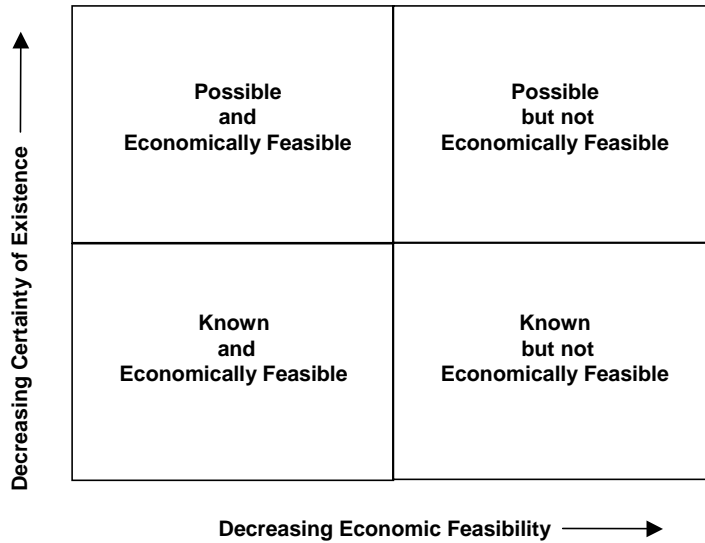 Decreasing Certainty of Existence
Possible
and
Economically Feasible
Possible
but not
Economically Feasible
Known
and
Economically Feasible
Known
but not
Economically Feasible
Decreasing Economic Feasibility